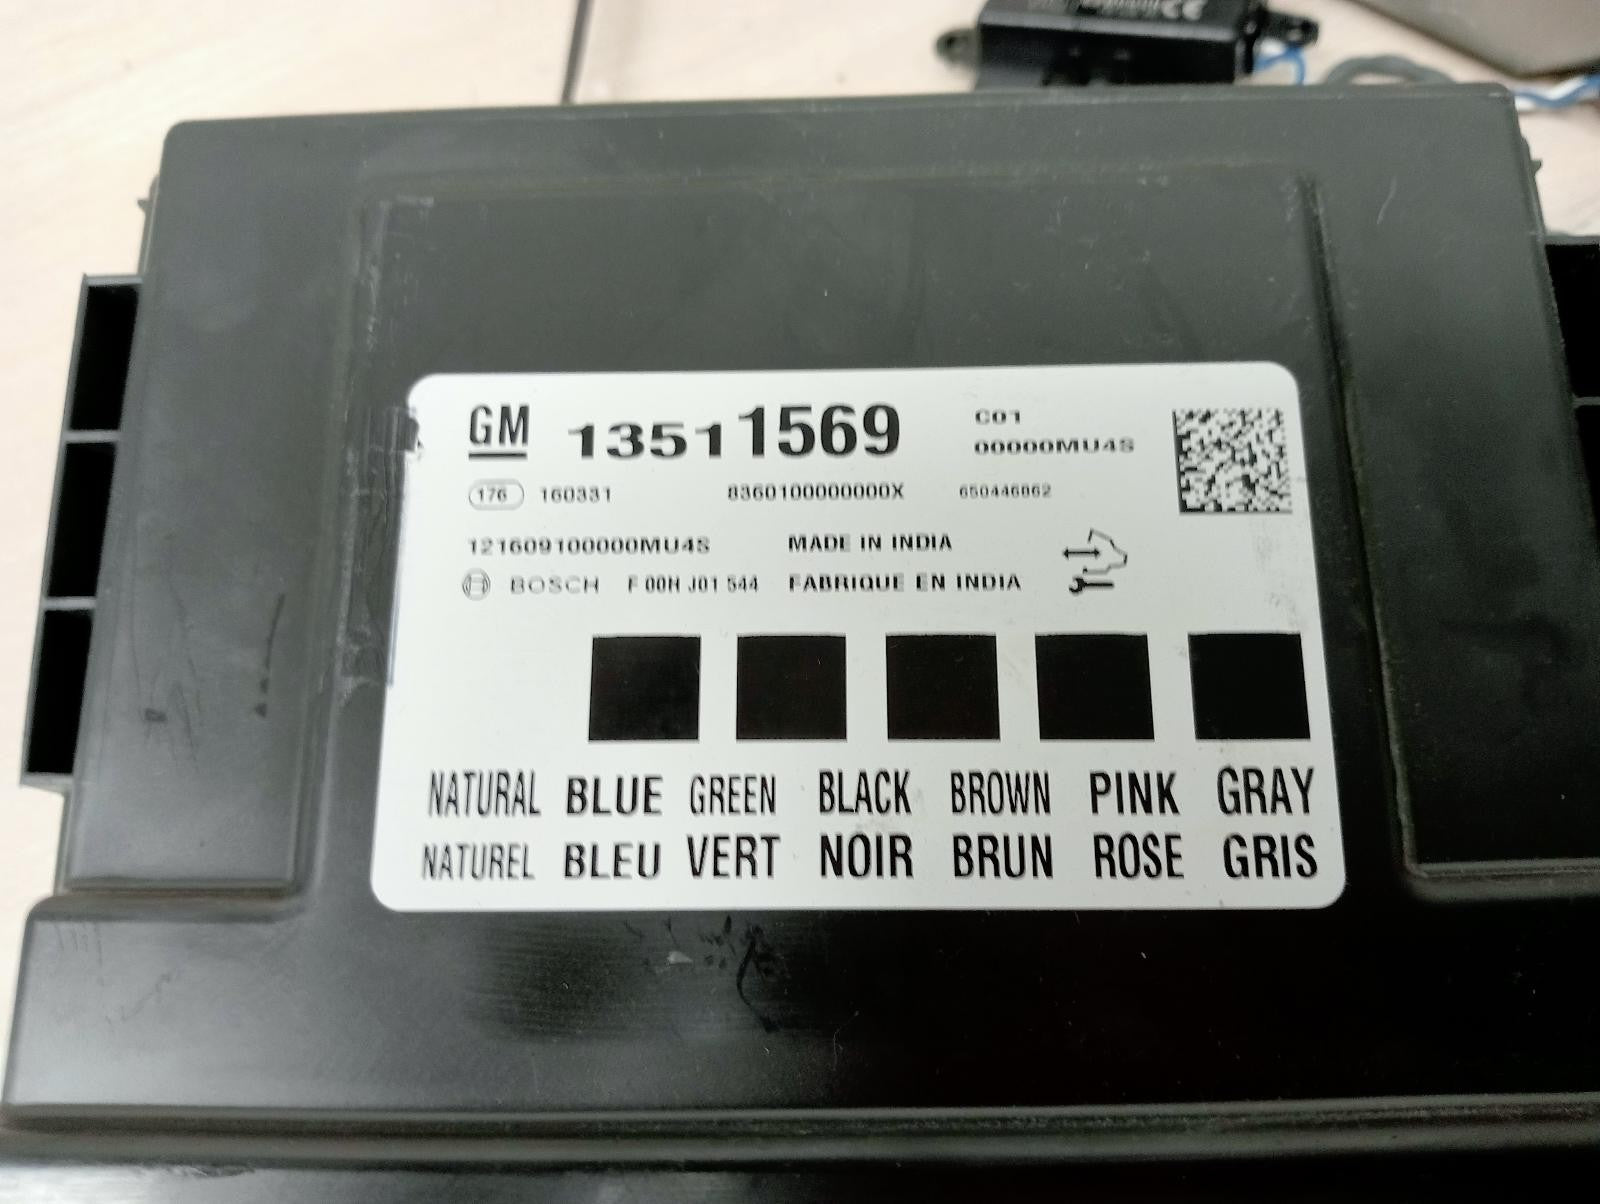 GM 13511569 C01
00000MU4S
176 160331 8360100000000X 650446862
121609100000MU4S MADE IN INDIA
BOSCH F 00H J01 544 FABRIQUE EN INDIA
NATURAL BLUE GREEN BLACK BROWN PINK GRAY
NATUREL BLEU VERT NOIR BRUN ROSE GRIS